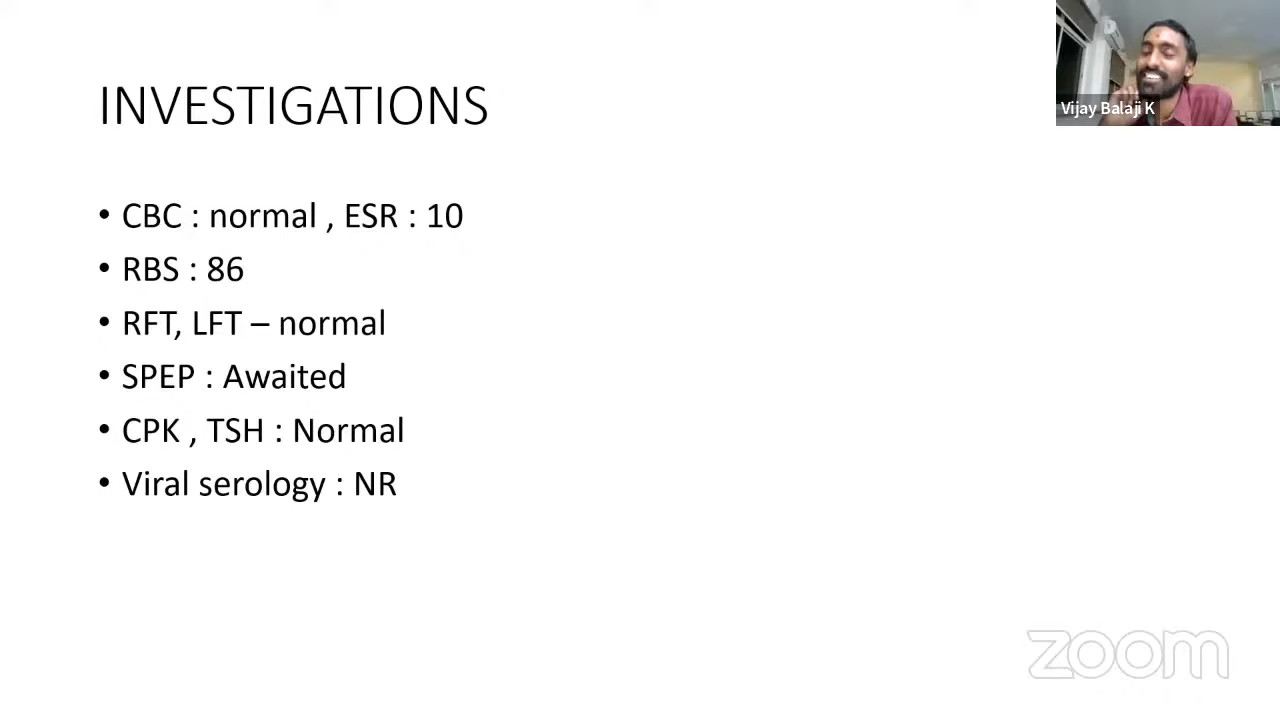 INVESTIGATIONS
Vijay Balaji K
• CBC : normal , ESR : 10
• RBS : 86
• RFT, LFT – normal
• SPEP : Awaited
• CPK , TSH : Normal
• Viral serology : NR
zoom